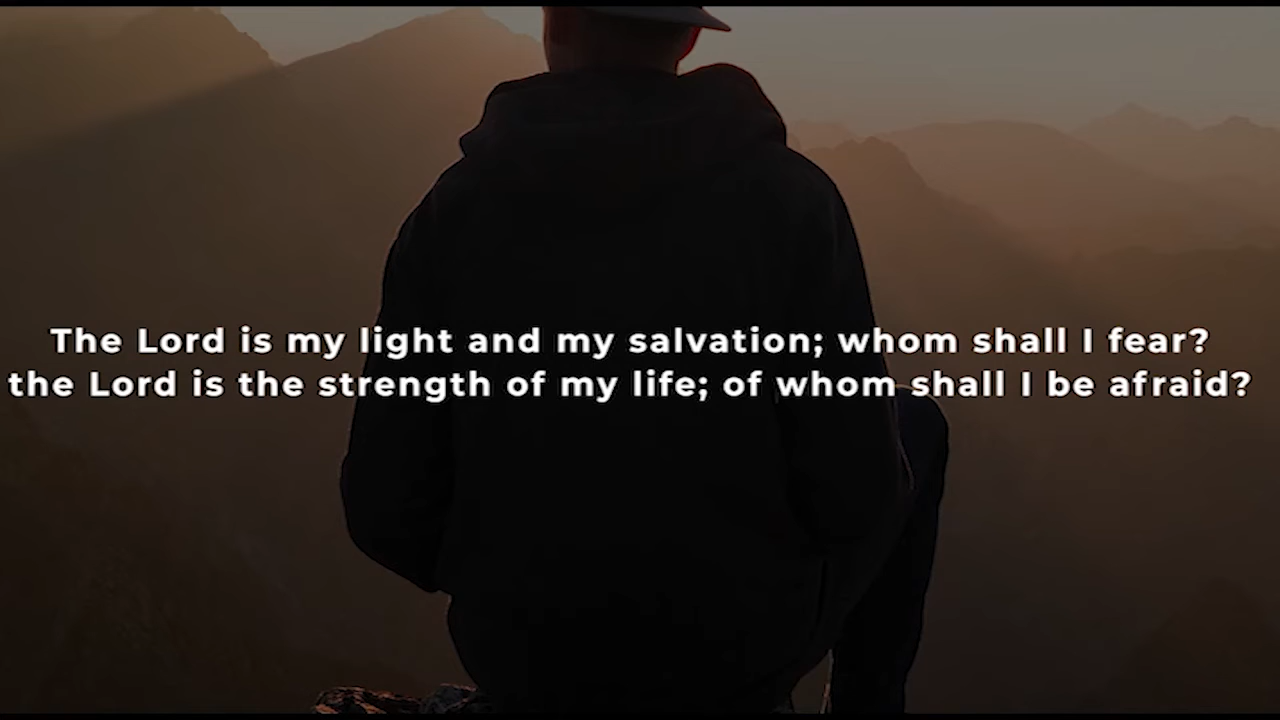 The Lord is my light and my salvation; whom shall I fear?
the Lord is the strength of my life; of whom shall I be afraid?